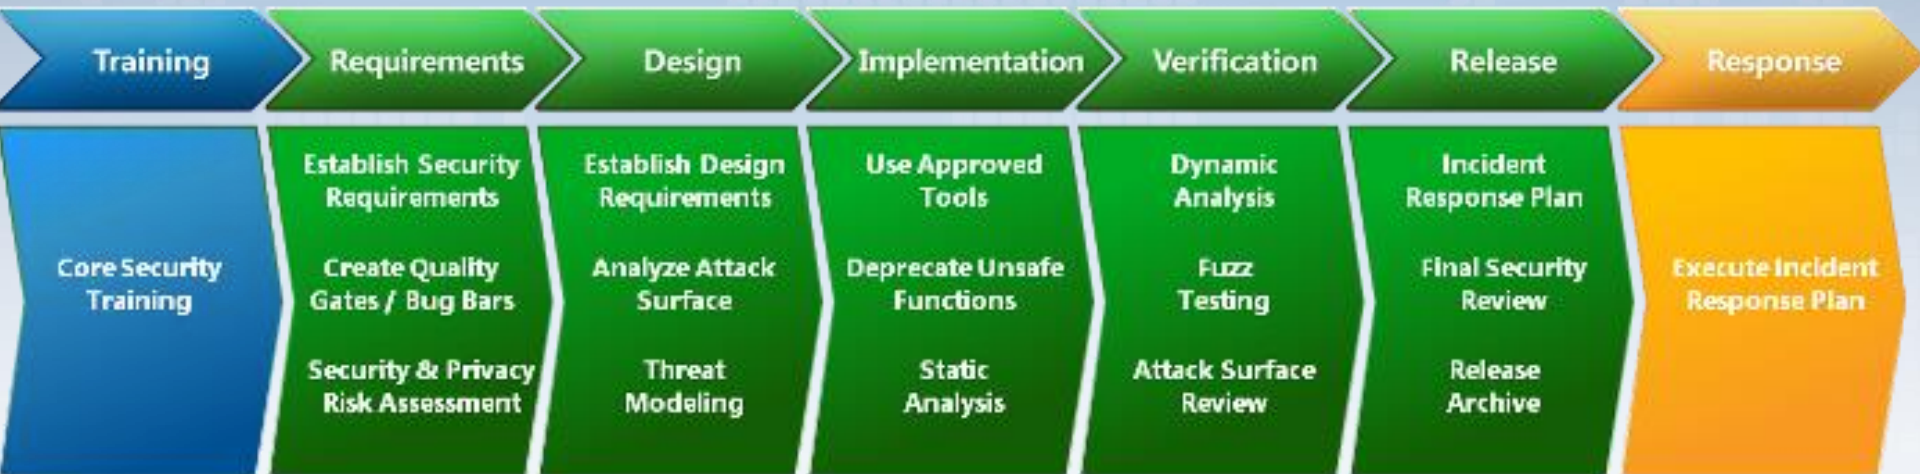 Training
Requirements
Design
Implementation
Verification
Release
Response
Core Security
Training
Establish Security
Requirements
Create Quality
Gates / Bug Bars
Security & Privacy
Risk Assessment
Establish Design
Requirements
Analyze Attack
Surface
Threat
Modeling
Use Approved
Tools
Deprecate Unsafe
Functions
Static
Analysis
Dynamic
Analysis
Fuzz
Testing
Attack Surface
Review
Incident
Response Plan
Final Security
Review
Release
Archive
Execute Incident
Response Plan